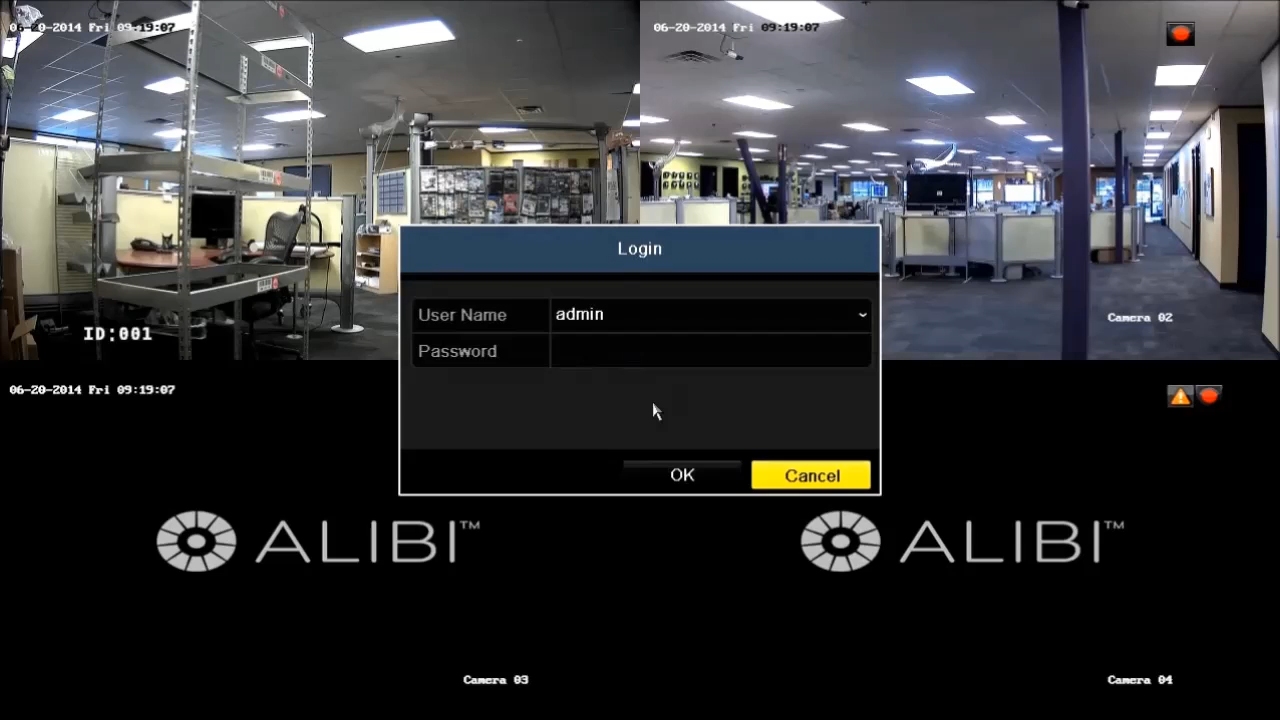 06-20-2014 Fri 09:19:07
06-20-2014 Fri 09:19:07
Login
User Name admin
Password
OK Cancel
ID:001
Camera 02
06-20-2014 Fri 09:19:07
ALIBI™
ALIBI™
Camera 03
Camera 04